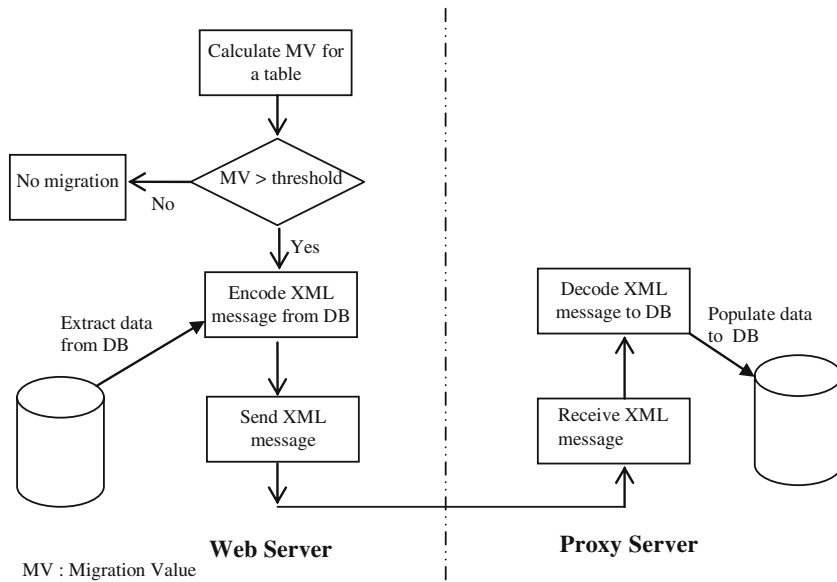 Calculate MV for
a table
MV > threshold
No migration
No
Yes
Encode XML
message from DB
Extract data
from DB
Send XML
message
Decode XML
message to DB
Populate data
to DB
Receive XML
message
Web Server
Proxy Server
MV : Migration Value